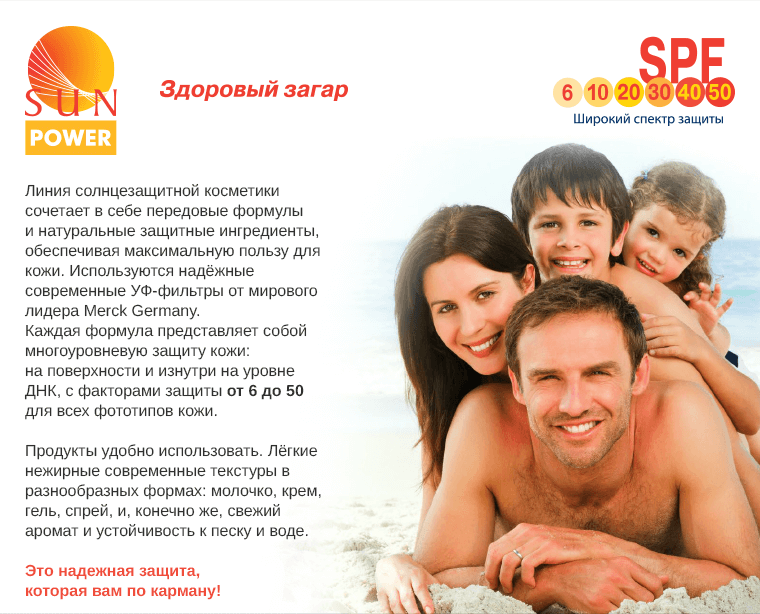 SUN
POWER
Здоровый загар
SPF
6 10 20 30 40 50
Широкий спектр защиты
Линия солнцезащитной косметики
сочетает в себе передовые формулы
и натуральные защитные ингредиенты,
обеспечивая максимальную пользу для
кожи. Используются надёжные
современные УФ-фильтры от мирового
лидера Merck Germany.
Каждая формула представляет собой
многоуровневую защиту кожи:
на поверхности и изнутри на уровне
ДНК, с факторами защиты от 6 до 50
для всех фототипов кожи.
Продукты удобно использовать. Лёгкие
нежирные современные текстуры в
разнообразных формах: молочко, крем,
гель, спрей, и, конечно же, свежий
аромат и устойчивость к песку и воде.
Это надежная защита,
которая вам по карману!